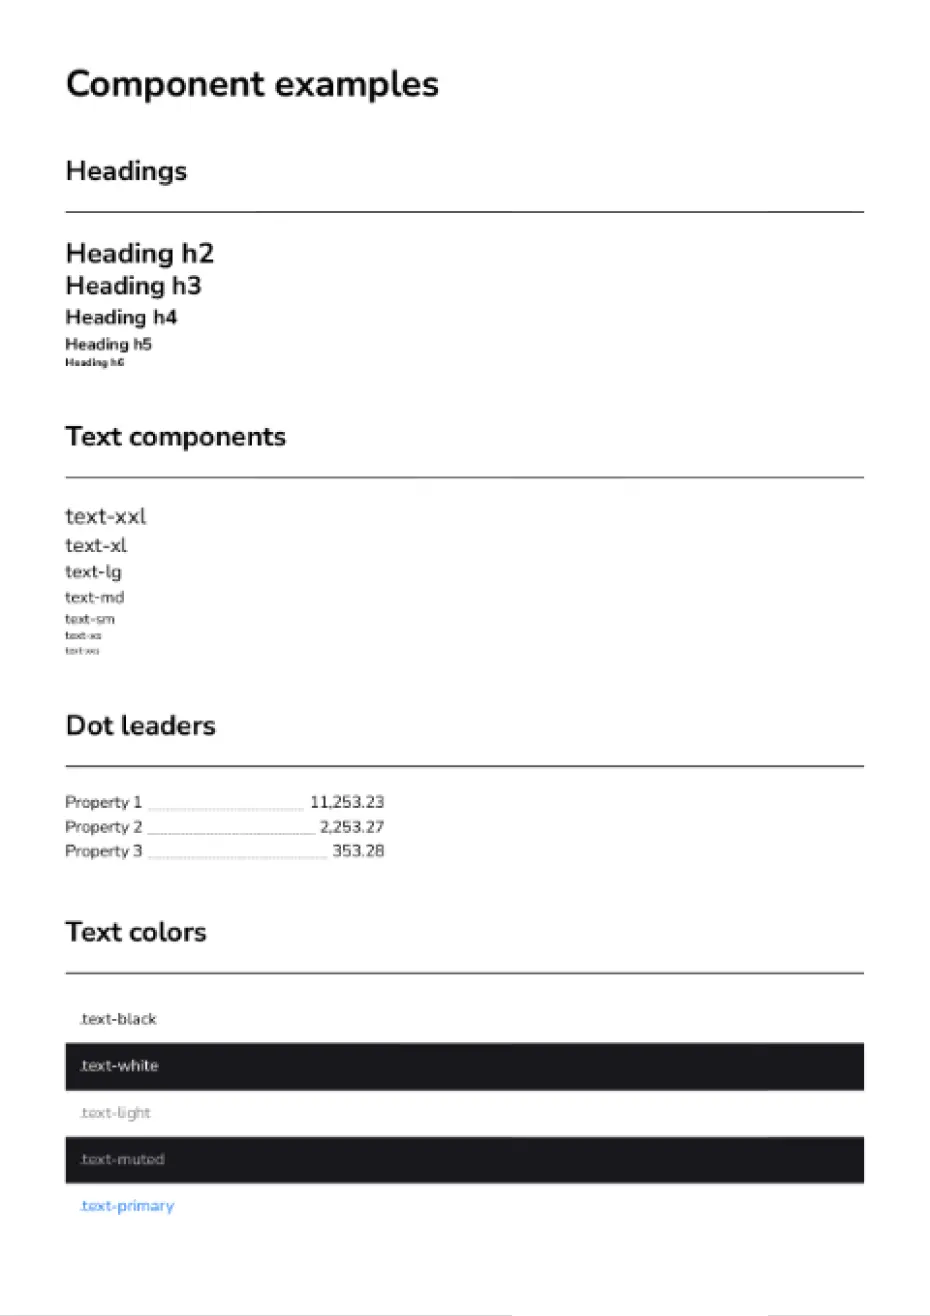 Component examples
Headings
Heading h2
Heading h3
Heading h4
Heading h5
Heading h6
Text components
text-xxl
text-xl
text-lg
text-md
text-sm
text-xs
text-xxs
Dot leaders
Property 1 11,253.23
Property 2 2,253.27
Property 3 353.28
Text colors
.text-black
.text-white
.text-light
.text-muted
.text-primary